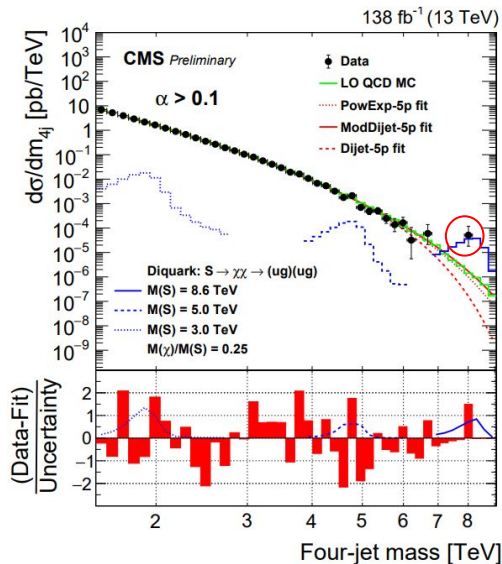 138 fb⁻¹ (13 TeV)
CMS Preliminary
α > 0.1
Data
LO QCD MC
PowExp-5p fit
ModDijet-5p fit
Dijet-5p fit
dσ/dm₄ⱼ [pb/TeV]
10⁴
10³
10²
10
1
10⁻¹
10⁻²
10⁻³
10⁻⁴
10⁻⁵
10⁻⁶
10⁻⁷
10⁻⁸
10⁻⁹
Diquark: S → χχ → (ug)(ug)
M(S) = 8.6 TeV
M(S) = 5.0 TeV
M(S) = 3.0 TeV
M(χ)/M(S) = 0.25
(Data-Fit)
Uncertainty
2
1
0
−1
−2
2 3 4 5 6 7 8
Four-jet mass [TeV]